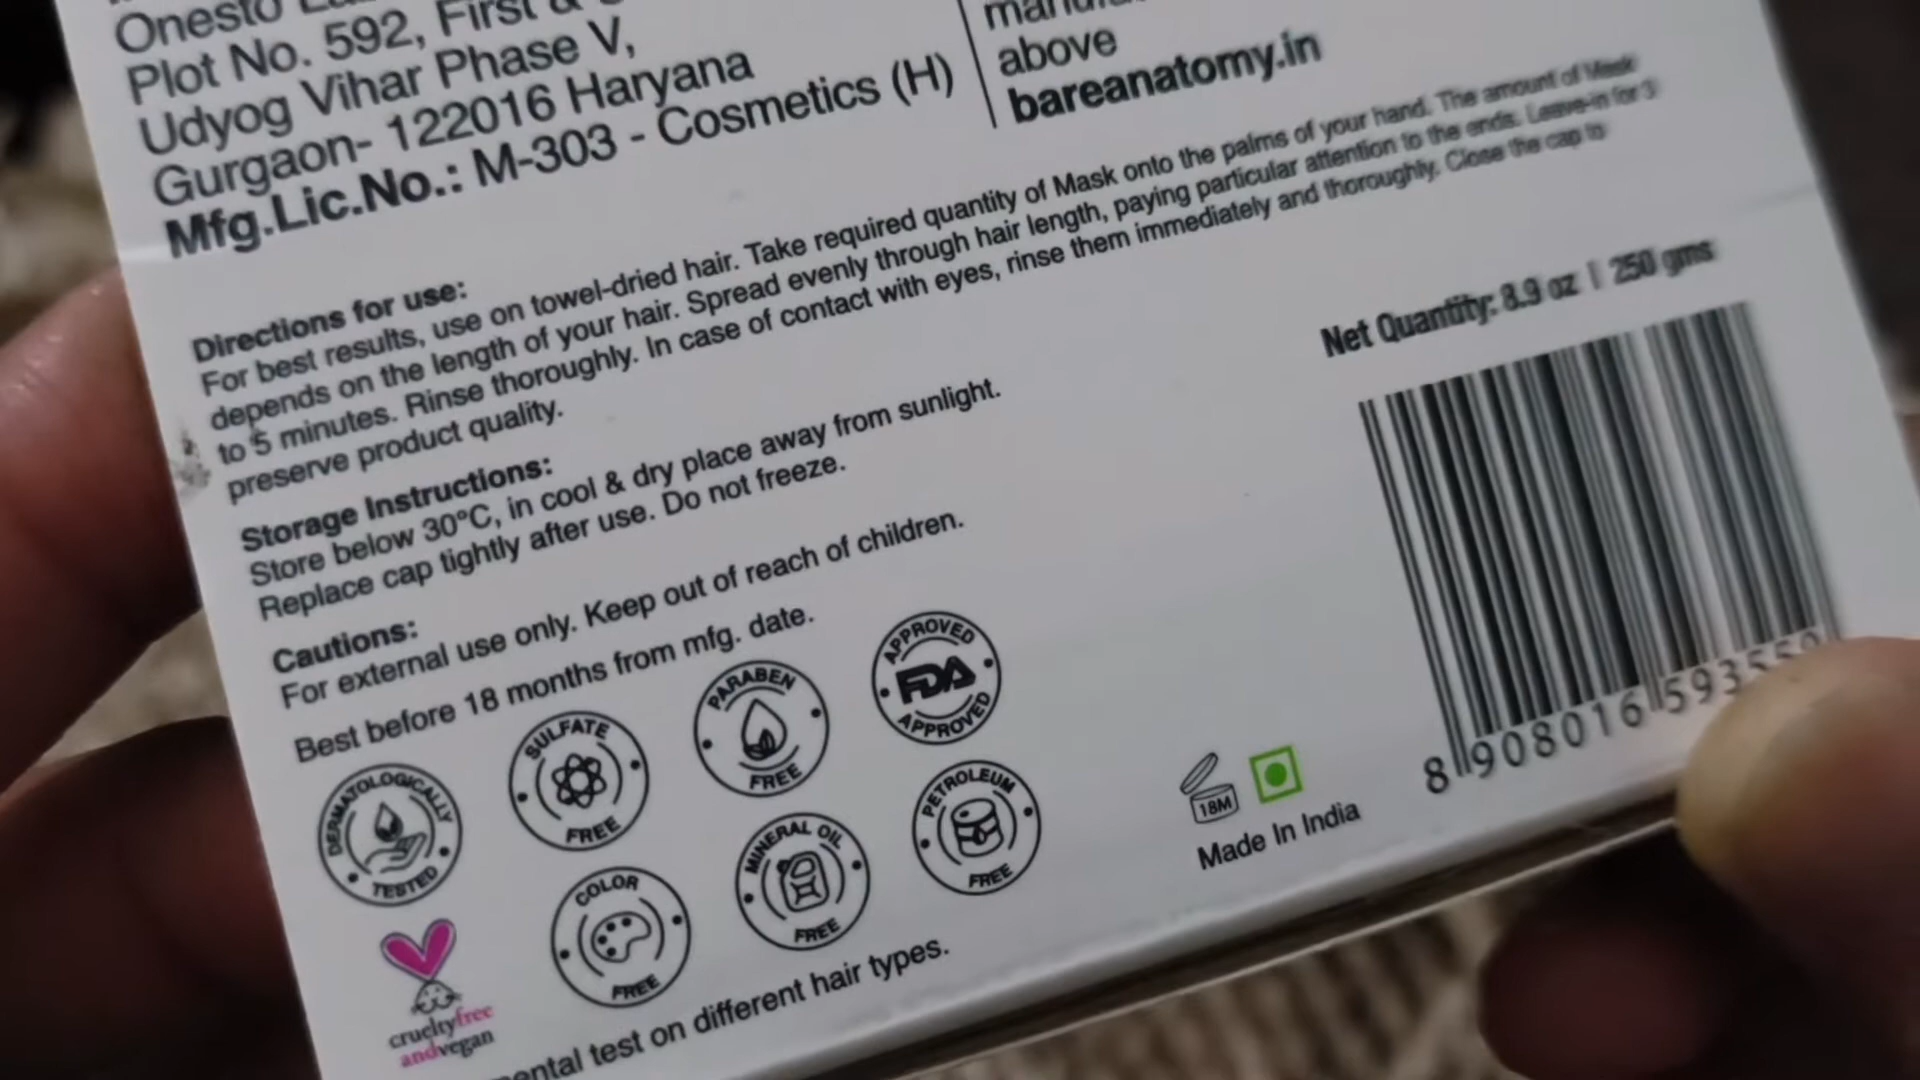 Onesto
Plot No. 592, First &
Udyog Vihar Phase V,
Gurgaon- 122016 Haryana
Mfg.Lic.No.: M-303 - Cosmetics (H)
above
bareanatomy.in
Directions for use:
For best results, use on towel-dried hair. Take required quantity of Mask onto the palms of your hand. The amount of Mask
depends on the length of your hair. Spread evenly through hair length, paying particular attention to the ends. Leave-in for 3
to 5 minutes. Rinse thoroughly. In case of contact with eyes, rinse them immediately and thoroughly. Close the cap to
preserve product quality.
Storage Instructions:
Store below 30°C, in cool & dry place away from sunlight.
Replace cap tightly after use. Do not freeze.
Cautions:
For external use only. Keep out of reach of children.
Best before 18 months from mfg. date.
Net Quantity: 8.9 oz | 250 gms
DERMATOLOGICALLY TESTED
SULFATE FREE
PARABEN FREE
APPROVED FDA APPROVED
crueltyfree
andvegan
COLOR FREE
MINERAL OIL FREE
PETROLEUM FREE
18M
Made In India
8 908016 593559
test on different hair types.